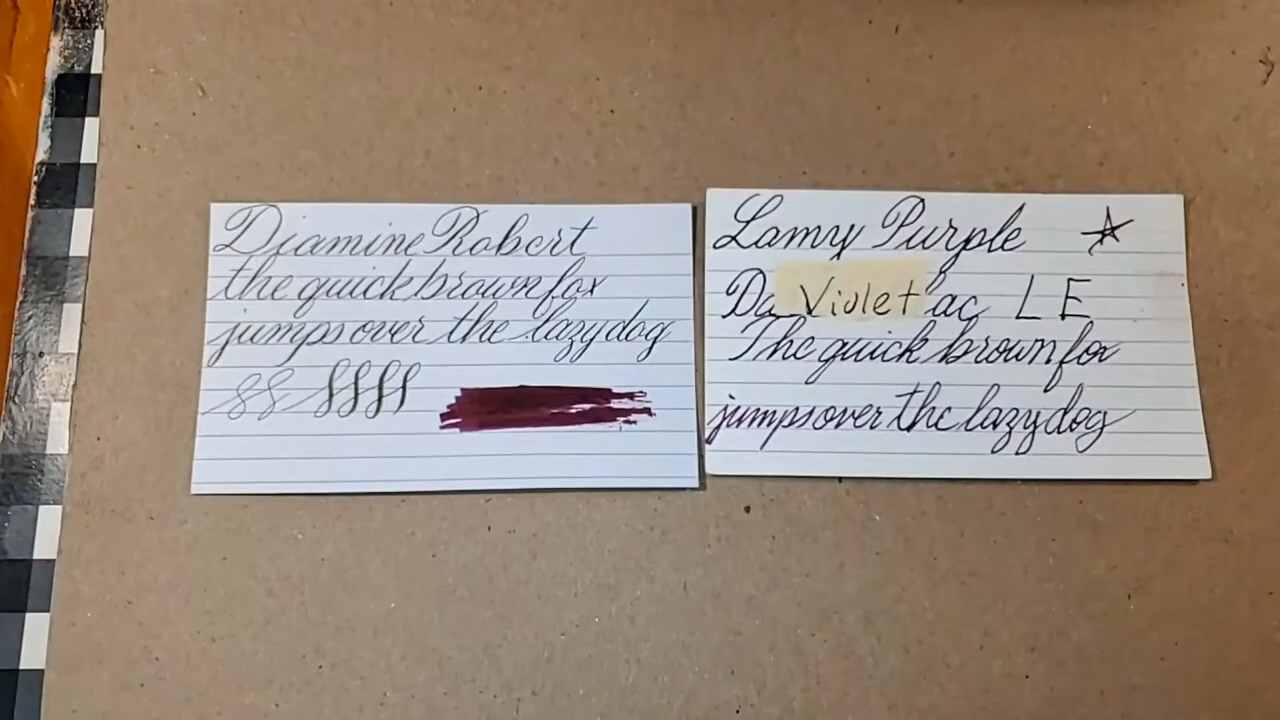 Diamine Robert
the quick brown fox
jumps over the lazy dog
Lamy Purple
Violet LE
The quick brown fox
jumps over the lazy dog